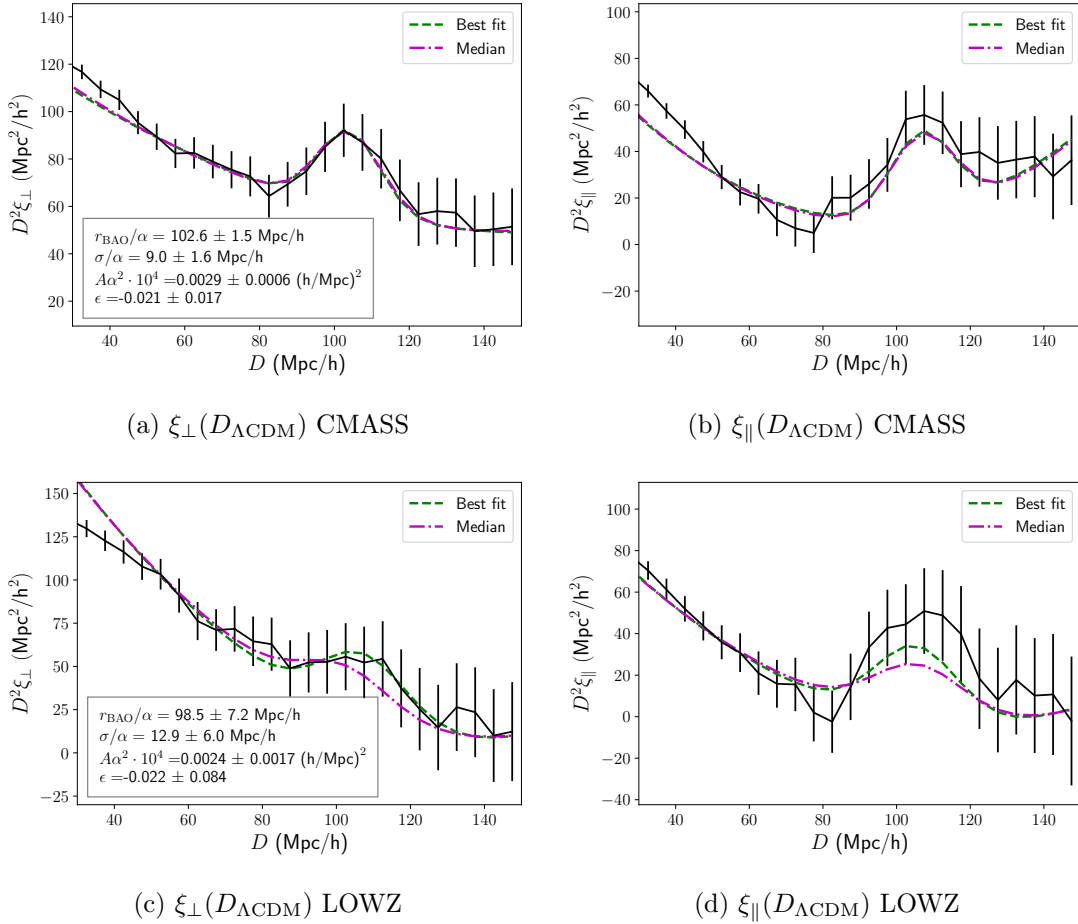 140
120
100
80
60
40
20
D²ξ⊥ (Mpc²/h²)
Best fit
Median
r_BAO/α = 102.6 ± 1.5 Mpc/h
σ/α = 9.0 ± 1.6 Mpc/h
Aα² · 10⁴ =0.0029 ± 0.0006 (h/Mpc)²
ϵ =-0.021 ± 0.017
40 60 80 100 120 140
D (Mpc/h)
(a) ξ⊥(D_ΛCDM) CMASS
100
80
60
40
20
0
−20
D²ξ∥ (Mpc²/h²)
Best fit
Median
40 60 80 100 120 140
D (Mpc/h)
(b) ξ∥(D_ΛCDM) CMASS
150
125
100
75
50
25
0
−25
D²ξ⊥ (Mpc²/h²)
Best fit
Median
r_BAO/α = 98.5 ± 7.2 Mpc/h
σ/α = 12.9 ± 6.0 Mpc/h
Aα² · 10⁴ =0.0024 ± 0.0017 (h/Mpc)²
ϵ =-0.022 ± 0.084
40 60 80 100 120 140
D (Mpc/h)
(c) ξ⊥(D_ΛCDM) LOWZ
100
80
60
40
20
0
−20
−40
D²ξ∥ (Mpc²/h²)
Best fit
Median
40 60 80 100 120 140
D (Mpc/h)
(d) ξ∥(D_ΛCDM) LOWZ